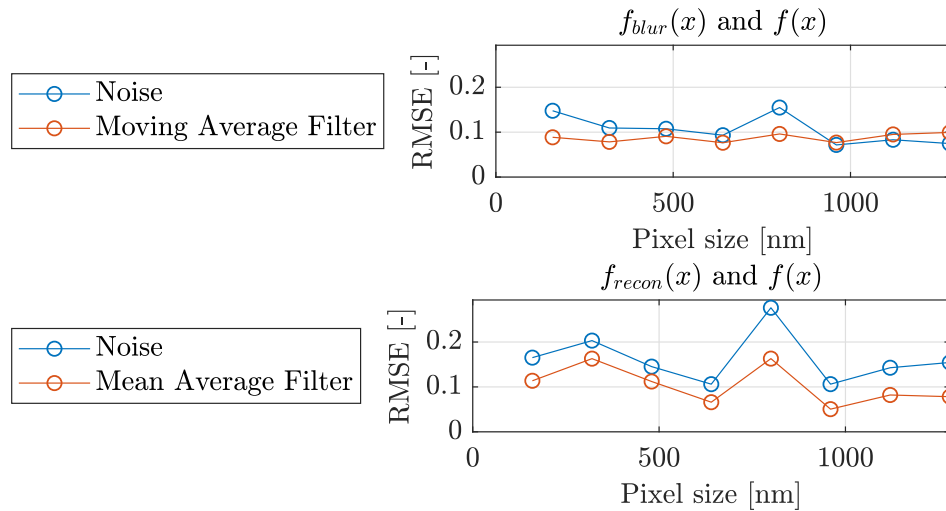 f_{blur}(x) and f(x)
Noise
Moving Average Filter
RMSE [-]
0.2
0.1
0
0 500 1000
Pixel size [nm]
f_{recon}(x) and f(x)
Noise
Mean Average Filter
RMSE [-]
0.2
0.1
0
0 500 1000
Pixel size [nm]